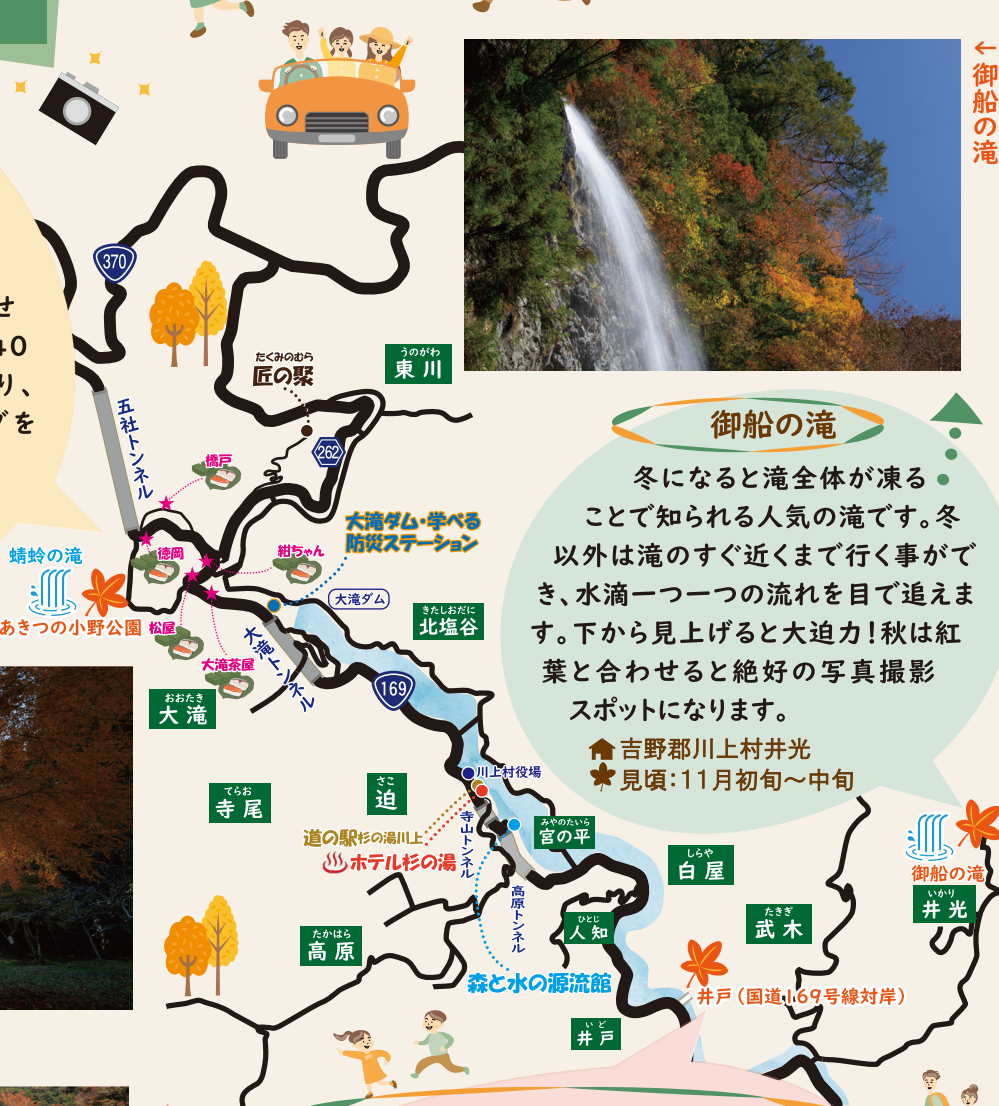 ←御船の滝
370
せ
40
り、
グを
たくみのむら
匠の聚
うのがわ
東川
五社トンネル
262
橋戸
御船の滝
冬になると滝全体が凍る
ことで知られる人気の滝です。冬
以外は滝のすぐ近くまで行く事がで
き、水滴一つ一つの流れを目で追えま
す。下から見上げると大迫力！秋は紅
葉と合わせると絶好の写真撮影
スポットになります。
吉野郡川上村井光
見頃：11月初旬〜中旬
大滝ダム・学べる
防災ステーション
蜻蛉の滝
徳岡
紺ちゃん
大滝ダム
きたしおだに
北塩谷
あきつの小野公園
松屋
大滝茶屋
大滝トンネル
169
おおたき
大滝
川上村役場
てらお
寺尾
さこ
迫
道の駅杉の湯川上
ホテル杉の湯
寺山トンネル
みやのたいら
宮の平
しらや
白屋
御船の滝
いかり
井光
高原トンネル
ひとじ
人知
たきぎ
武木
たかはら
高原
森と水の源流館
井戸（国道169号線対岸）
いど
井戸